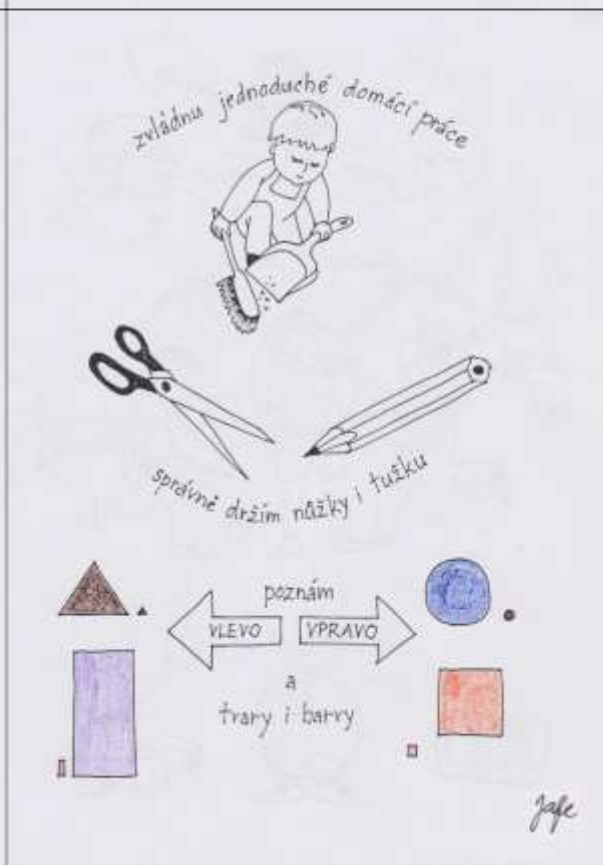 zvládnu jednoduché domácí práce
správně držím nůžky i tužku
poznám
VLEVO VPRAVO
a
tvary i barvy
Jafe